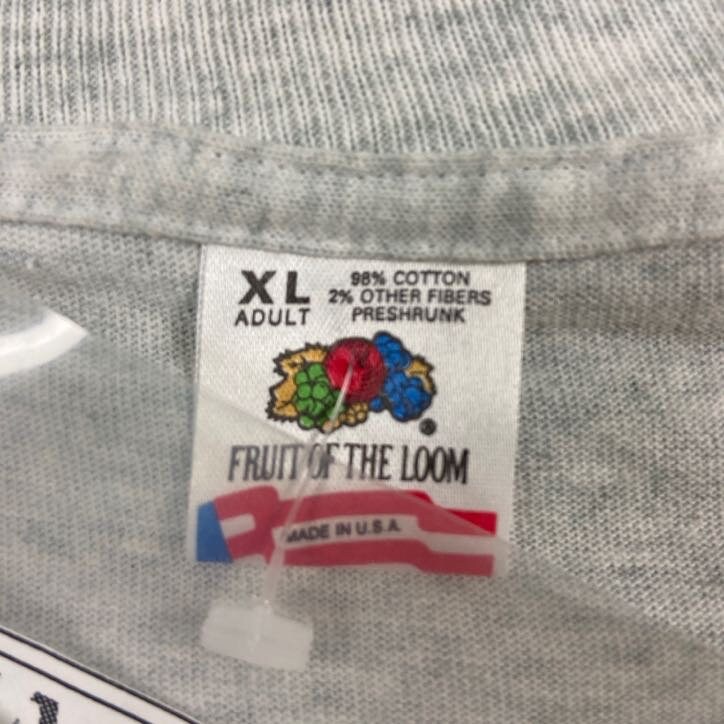 XL
ADULT
98% COTTON
2% OTHER FIBERS
PRESHRUNK
®
FRUIT OF THE LOOM
MADE IN U.S.A.